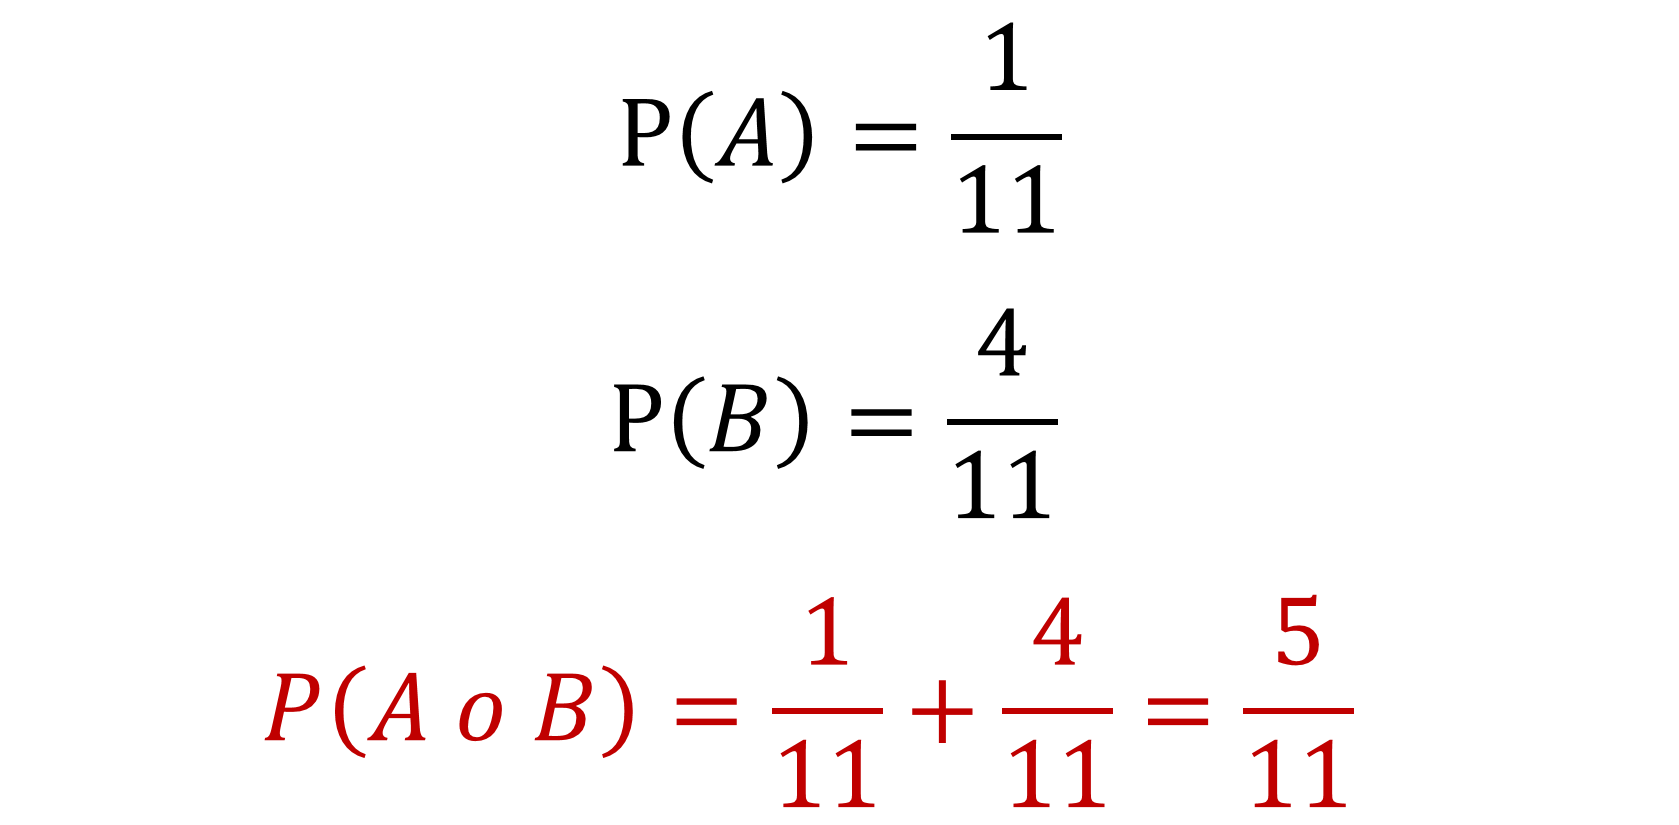 P(A) = 1/11
P(B) = 4/11
P(A o B) = 1/11 + 4/11 = 5/11